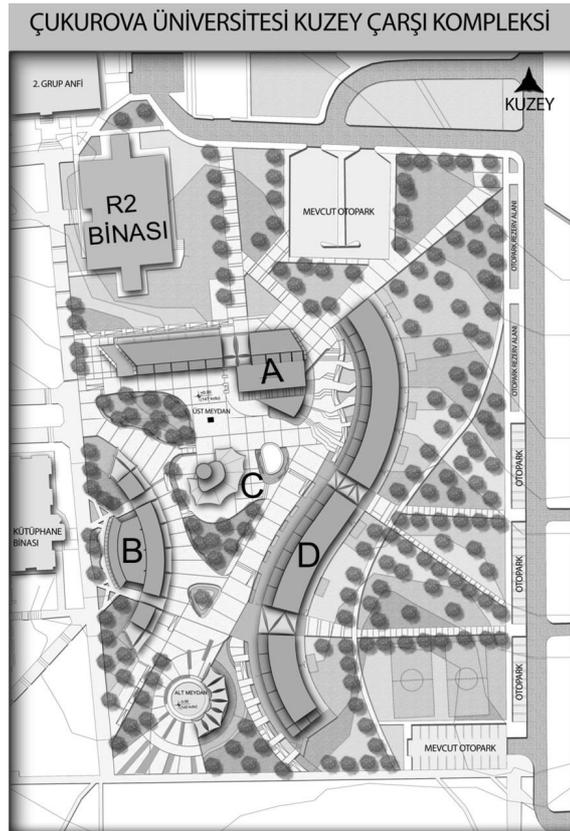 ÇUKUROVA ÜNİVERSİTESİ KUZEY ÇARŞI KOMPLEKSİ
2. GRUP ANFİ
KUZEY
R2
BİNASI
MEVCUT OTOPARK
OTOPARK REZERV ALANI
OTOPARK REZERV ALANI
A
ÜST MEYDAN
C
OTOPARK
KÜTÜPHANE
BİNASI
B
D
OTOPARK
OTOPARK
ALT MEYDAN
MEVCUT OTOPARK